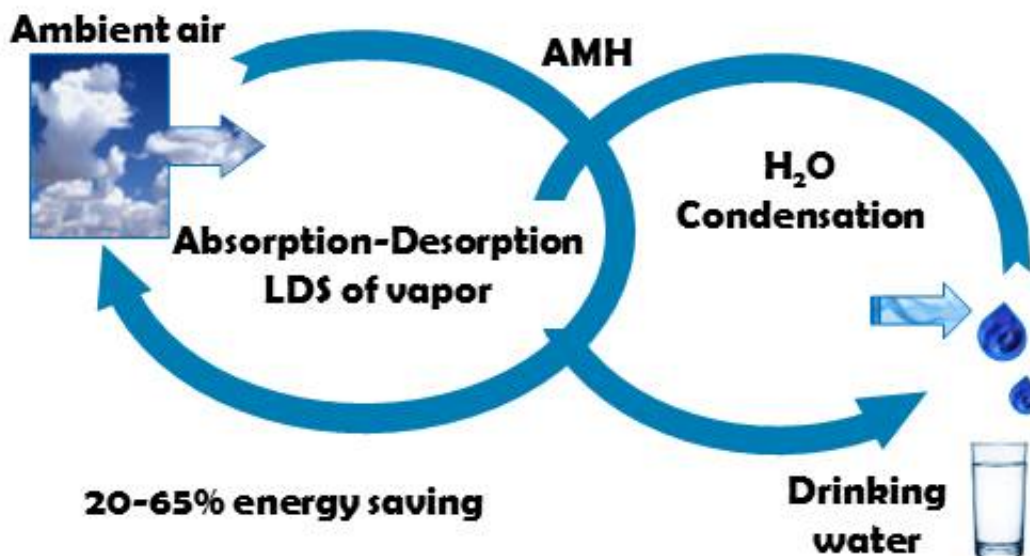 Ambient air
AMH
H₂O
Condensation
Absorption-Desorption
LDS of vapor
20-65% energy saving
Drinking
water